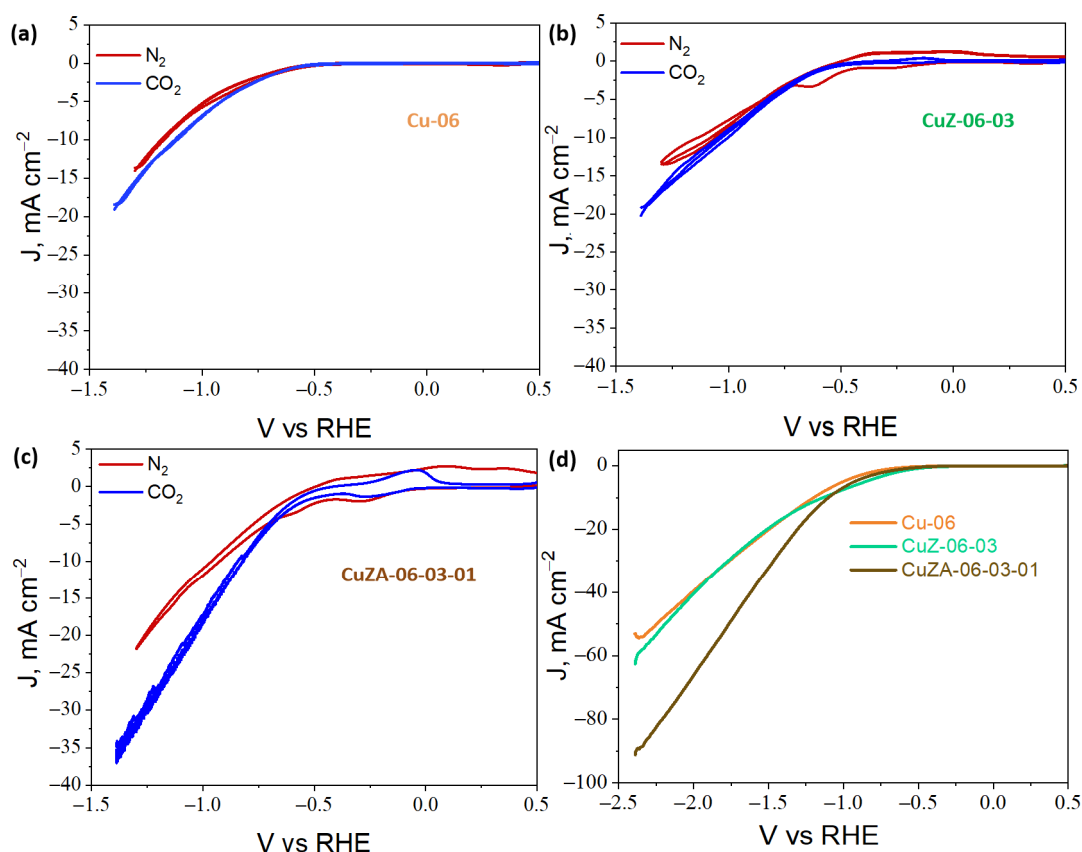 (a)
N₂
CO₂
Cu-06
5
0
−5
−10
−15
−20
−25
−30
−35
−40
J, mA cm⁻²
−1.5
−1.0
−0.5
0.0
0.5
V vs RHE
(b)
N₂
CO₂
CuZ-06-03
5
0
−5
−10
−15
−20
−25
−30
−35
−40
J, mA cm⁻²
−1.5
−1.0
−0.5
0.0
0.5
V vs RHE
(c)
N₂
CO₂
CuZA-06-03-01
5
0
−5
−10
−15
−20
−25
−30
−35
−40
J, mA cm⁻²
−1.5
−1.0
−0.5
0.0
0.5
V vs RHE
(d)
Cu-06
CuZ-06-03
CuZA-06-03-01
0
−20
−40
−60
−80
−100
J, mA cm⁻²
−2.5
−2.0
−1.5
−1.0
−0.5
0.0
0.5
V vs RHE